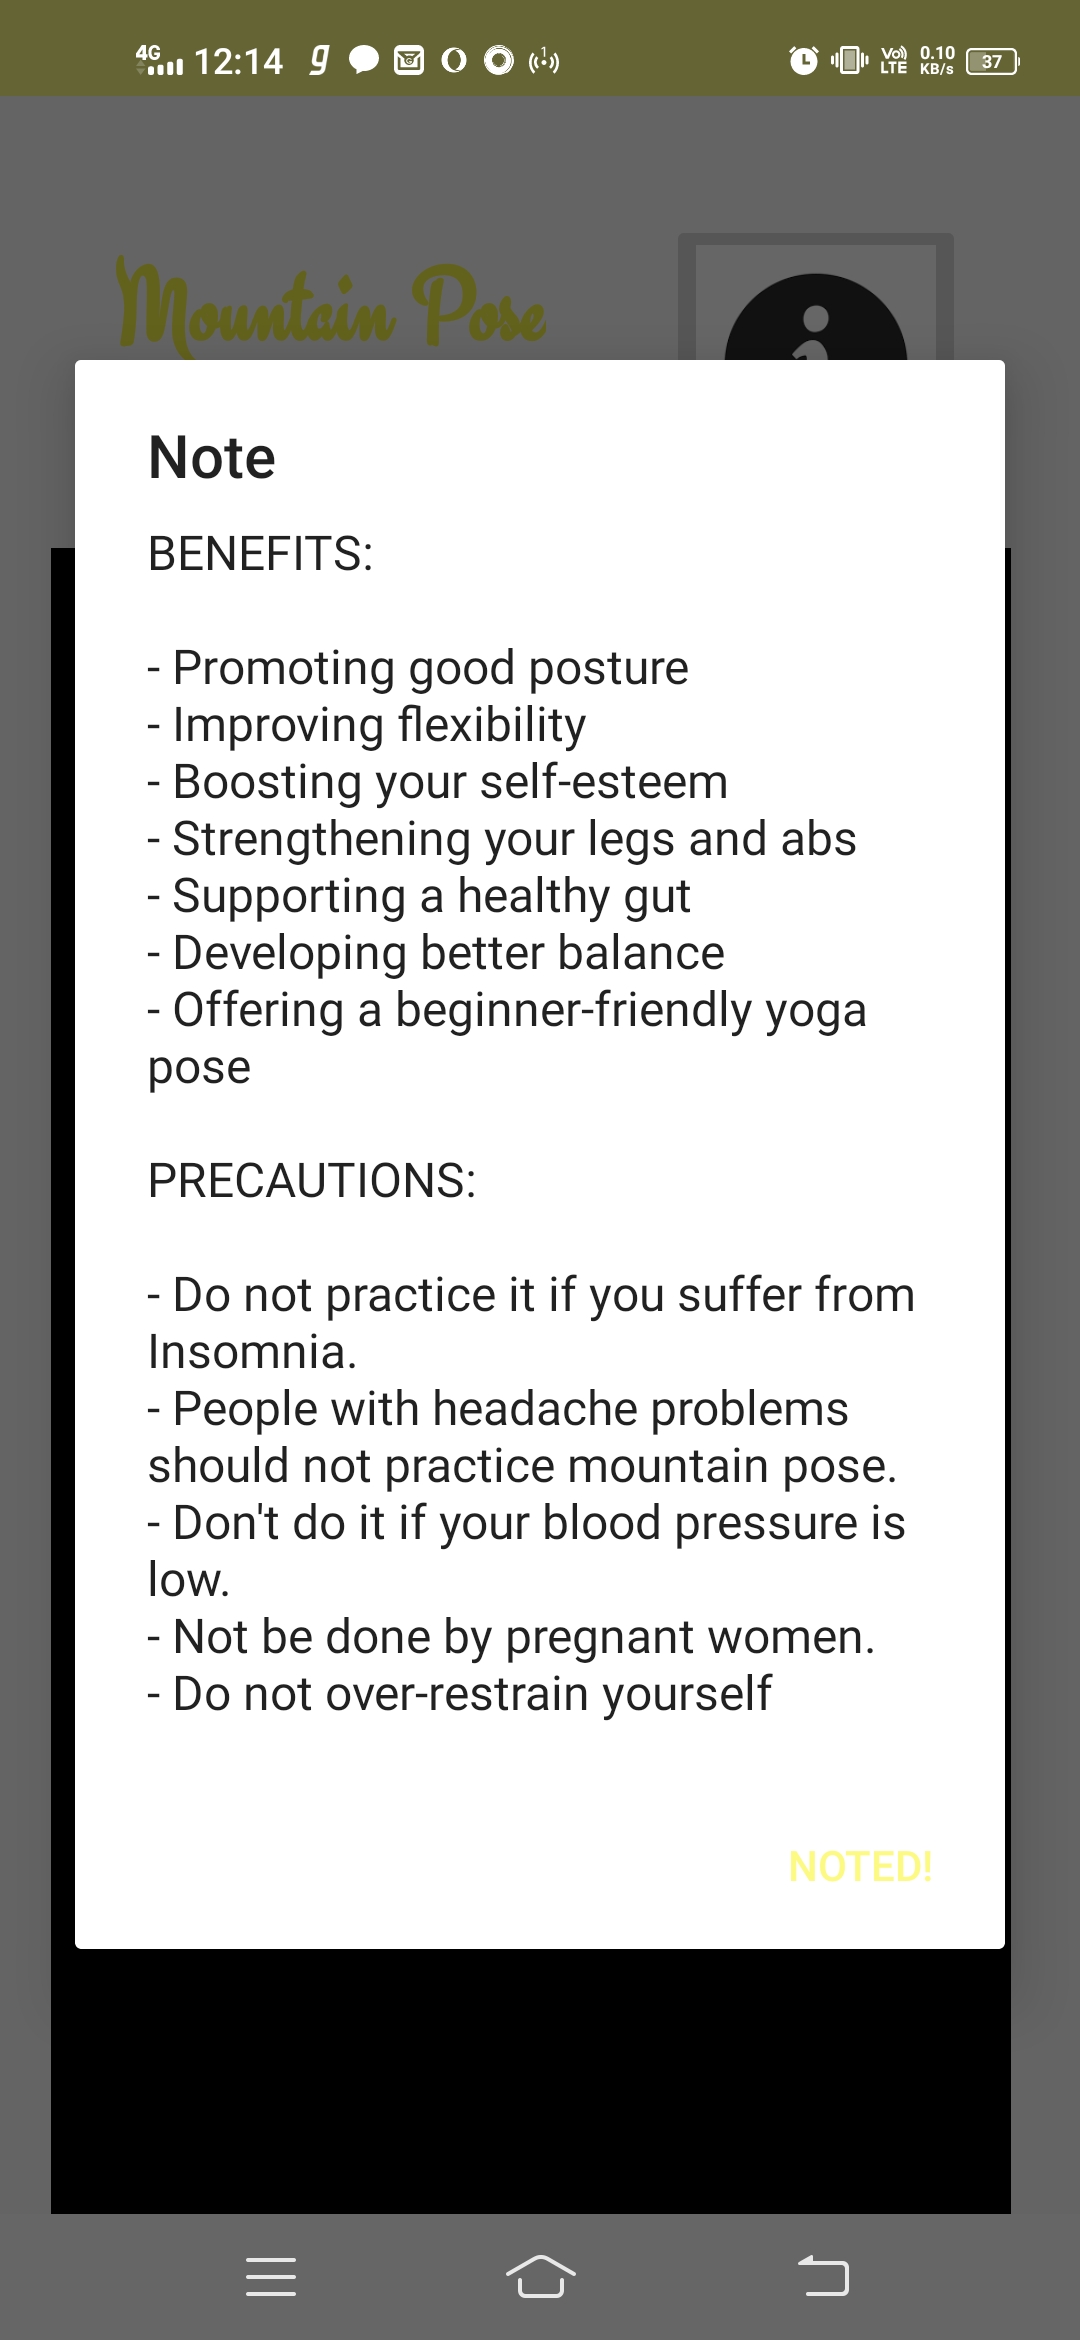 4G 12:14 1 Vo)) LTE 0.10 KB/s 37
Mountain Pose
Note
BENEFITS:
- Promoting good posture
- Improving flexibility
- Boosting your self-esteem
- Strengthening your legs and abs
- Supporting a healthy gut
- Developing better balance
- Offering a beginner-friendly yoga
pose
PRECAUTIONS:
- Do not practice it if you suffer from
Insomnia.
- People with headache problems
should not practice mountain pose.
- Don't do it if your blood pressure is
low.
- Not be done by pregnant women.
- Do not over-restrain yourself
NOTED!